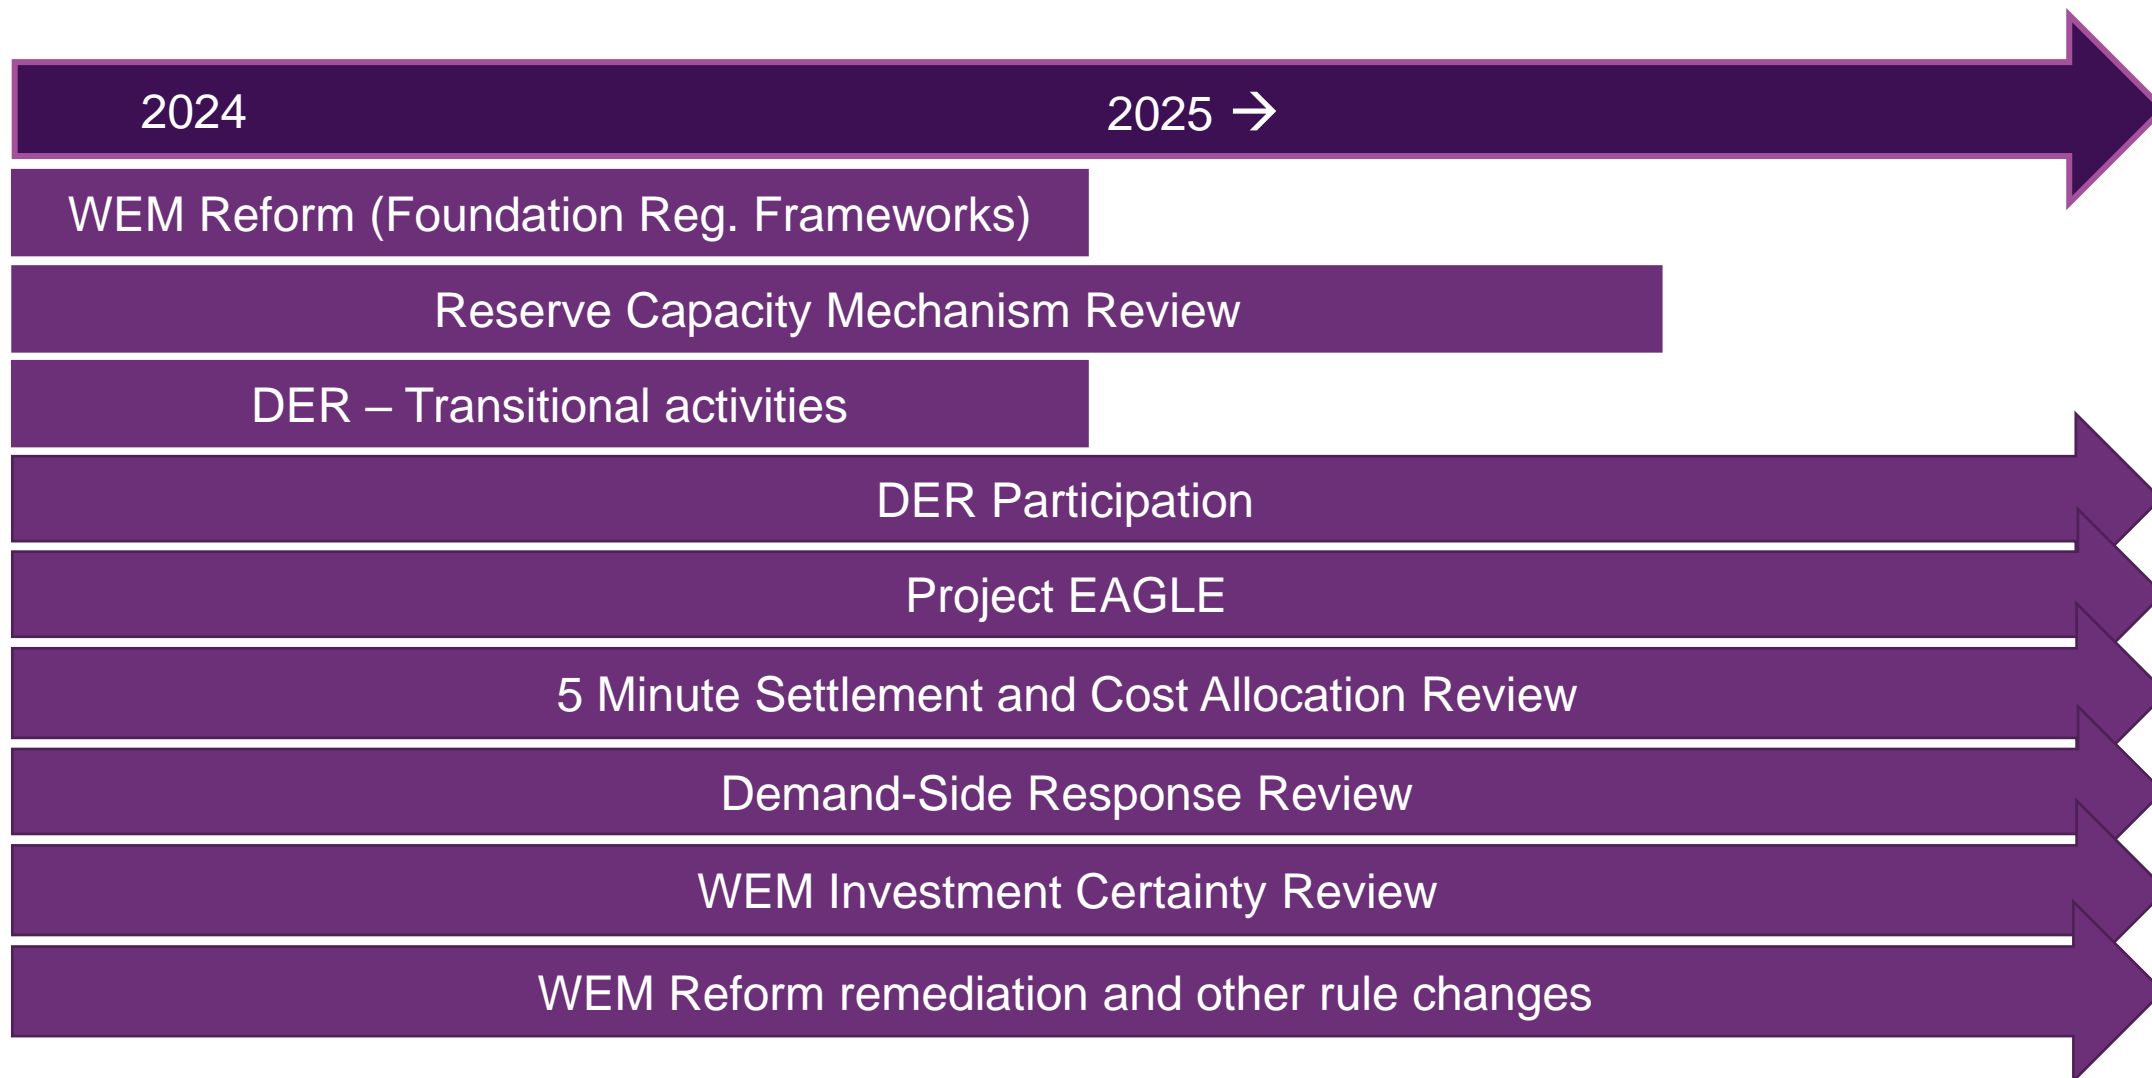 2024
2025 →
WEM Reform (Foundation Reg. Frameworks)
Reserve Capacity Mechanism Review
DER – Transitional activities
DER Participation
Project EAGLE
5 Minute Settlement and Cost Allocation Review
Demand-Side Response Review
WEM Investment Certainty Review
WEM Reform remediation and other rule changes